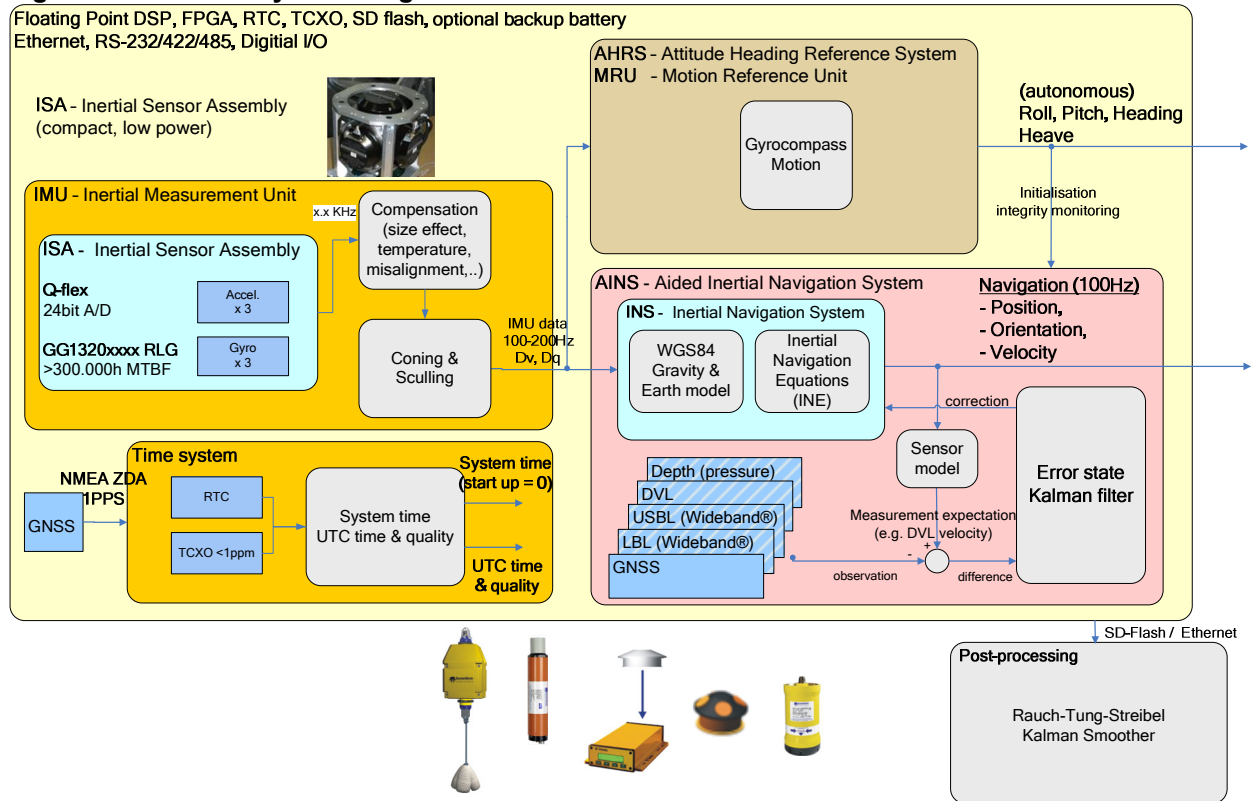 Floating Point DSP, FPGA, RTC, TCXO, SD flash, optional backup battery
Ethernet, RS-232/422/485, Digitial I/O
ISA - Inertial Sensor Assembly
(compact, low power)
IMU - Inertial Measurement Unit
x.x KHz
ISA - Inertial Sensor Assembly
Q-flex
24bit A/D
Accel.
x 3
GG1320xxxx RLG
>300.000h MTBF
Gyro
x 3
Compensation
(size effect,
temperature,
misalignment,..)
Coning &
Sculling
IMU data
100-200Hz
Dv, Dq
AHRS - Attitude Heading Reference System
MRU - Motion Reference Unit
Gyrocompass
Motion
(autonomous)
Roll, Pitch, Heading
Heave
Initialisation
integrity monitoring
AINS - Aided Inertial Navigation System
INS - Inertial Navigation System
WGS84
Gravity &
Earth model
Inertial
Navigation
Equations
(INE)
Navigation (100Hz)
- Position,
- Orientation,
- Velocity
correction
Sensor
model
Error state
Kalman filter
Measurement expectation
(e.g. DVL velocity)
+
-
observation
difference
Depth (pressure)
DVL
USBL (Wideband®)
LBL (Wideband®)
GNSS
Time system
NMEA ZDA
1PPS
GNSS
RTC
TCXO <1ppm
System time
UTC time & quality
System time
(start up = 0)
UTC time
& quality
SD-Flash / Ethernet
Post-processing
Rauch-Tung-Streibel
Kalman Smoother